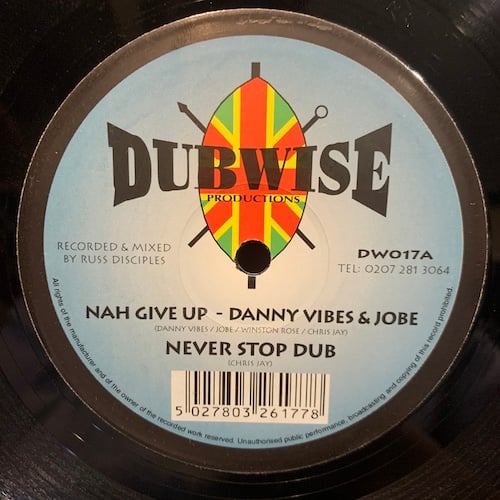 DUBWISE
PRODUCTIONS
RECORDED & MIXED
BY RUSS DISCIPLES
DW017A
TEL: 0207 281 3064
NAH GIVE UP - DANNY VIBES & JOBE
(DANNY VIBES / JOBE / WINSTON ROSE / CHRIS JAY)
NEVER STOP DUB
(CHRIS JAY)
5 027803 261778
All rights of the manufacturer and of the owner of the recorded work reserved. Unauthorised public performance, broadcasting and copying of this record prohibited.